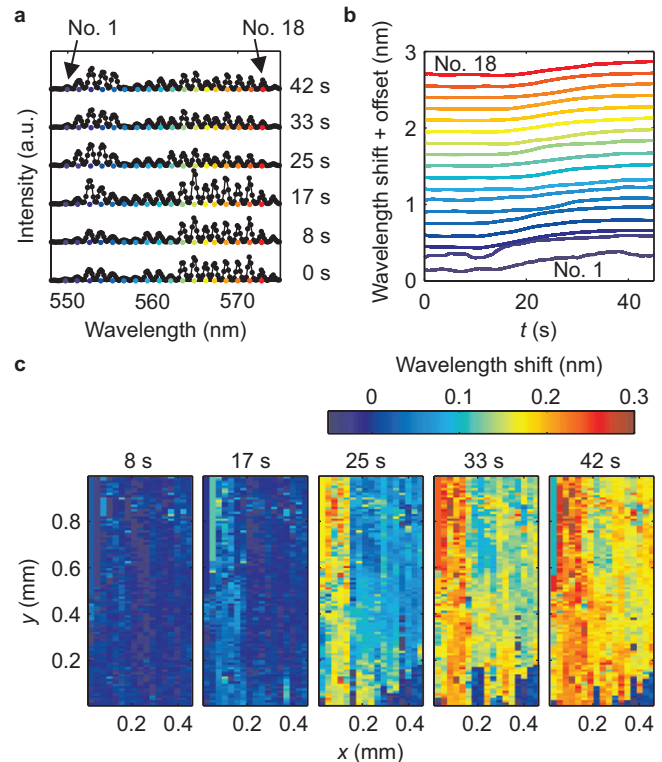 a
No. 1
No. 18
42 s
33 s
25 s
17 s
8 s
0 s
Intensity (a.u.)
550
560
570
Wavelength (nm)
b
3
2
1
0
Wavelength shift + offset (nm)
No. 18
No. 1
0
20
40
t (s)
c
Wavelength shift (nm)
0
0.1
0.2
0.3
8 s
17 s
25 s
33 s
42 s
0.8
0.6
0.4
0.2
y (mm)
0.2 0.4
0.2 0.4
0.2 0.4
0.2 0.4
0.2 0.4
x (mm)